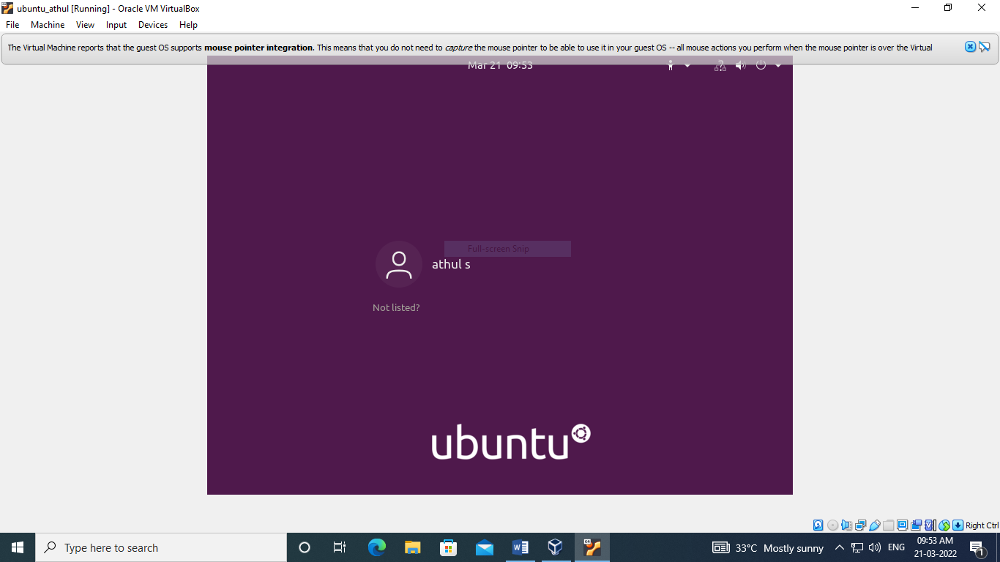 ubuntu_athul [Running] - Oracle VM VirtualBox
File Machine View Input Devices Help
The Virtual Machine reports that the guest OS supports mouse pointer integration. This means that you do not need to capture the mouse pointer to be able to use it in your guest OS -- all mouse actions you perform when the mouse pointer is over the Virtual
Mar 21 09:53
Full-screen Snip
athul s
Not listed?
ubuntu
Right Ctrl
Type here to search
33°C Mostly sunny
ENG
09:53 AM
21-03-2022
1